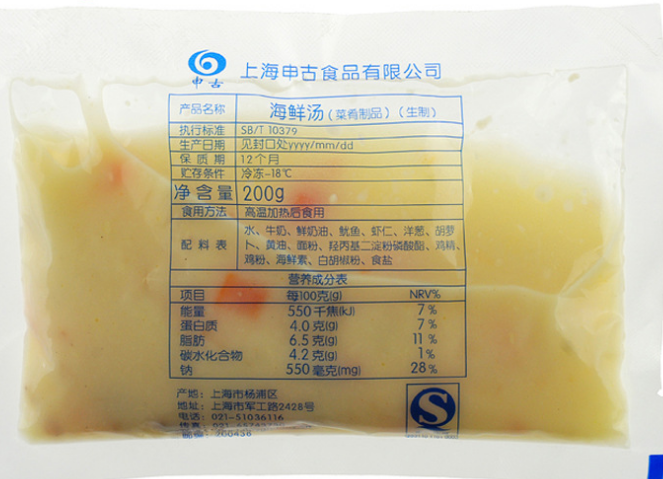 申古
上海申古食品有限公司
产品名称 海鲜汤(菜肴制品)(生制)
执行标准 SB/T 10379
生产日期 见封口处yyyy/mm/dd
保质期 12个月
贮存条件 冷冻-18℃
净含量 200g
食用方法 高温加热后食用
配料表 水、牛奶、鲜奶油、鱿鱼、虾仁、洋葱、胡萝
卜、黄油、面粉、羟丙基二淀粉磷酸酯、鸡精、
鸡粉、海鲜素、白胡椒粉、食盐
营养成分表
项目 每100克(g) NRV%
能量 550千焦(kJ) 7%
蛋白质 4.0克(g) 7%
脂肪 6.5克(g) 11%
碳水化合物 4.2克(g) 1%
钠 550毫克(mg) 28%
产地：上海市杨浦区
地址：上海市军工路2428号
电话：021-51036116
传真：
邮编：200438
S